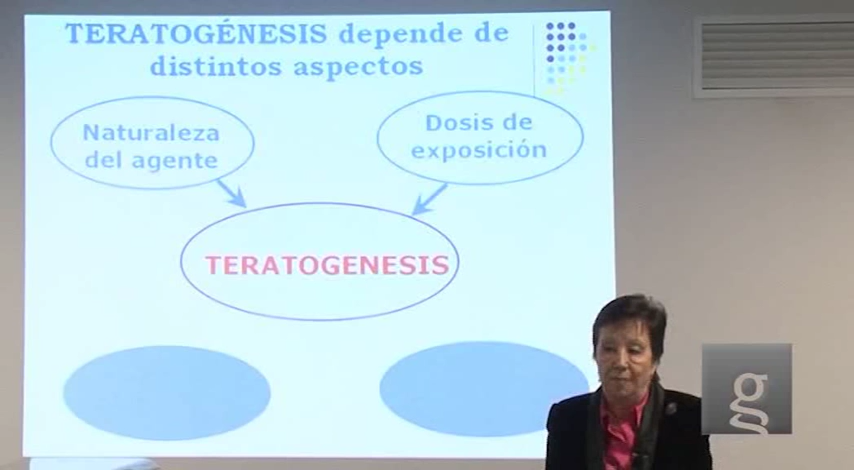 TERATOGÉNESIS depende de
distintos aspectos
Naturaleza
del agente
Dosis de
exposición
TERATOGENESIS
g